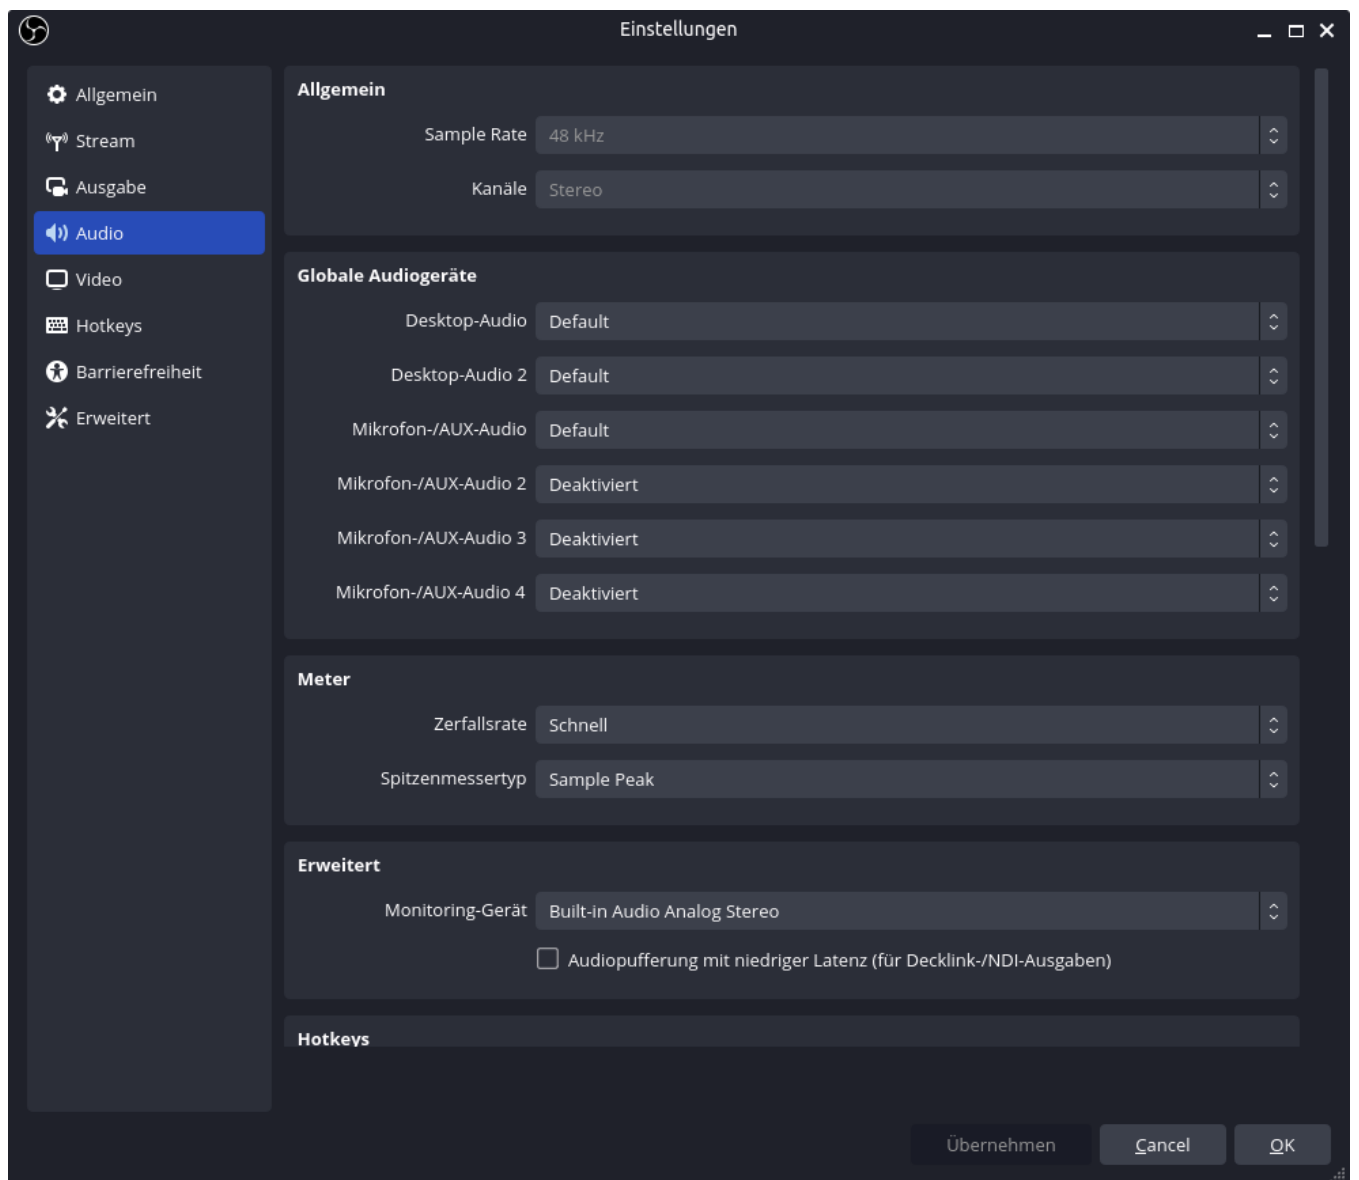 Einstellungen
Allgemein
Stream
Ausgabe
Audio
Video
Hotkeys
Barrierefreiheit
Erweitert
Allgemein
Sample Rate 48 kHz
Kanäle Stereo
Globale Audiogeräte
Desktop-Audio Default
Desktop-Audio 2 Default
Mikrofon-/AUX-Audio Default
Mikrofon-/AUX-Audio 2 Deaktiviert
Mikrofon-/AUX-Audio 3 Deaktiviert
Mikrofon-/AUX-Audio 4 Deaktiviert
Meter
Zerfallsrate Schnell
Spitzenmessertyp Sample Peak
Erweitert
Monitoring-Gerät Built-in Audio Analog Stereo
Audiopufferung mit niedriger Latenz (für Decklink-/NDI-Ausgaben)
Hotkeys
Übernehmen Cancel OK